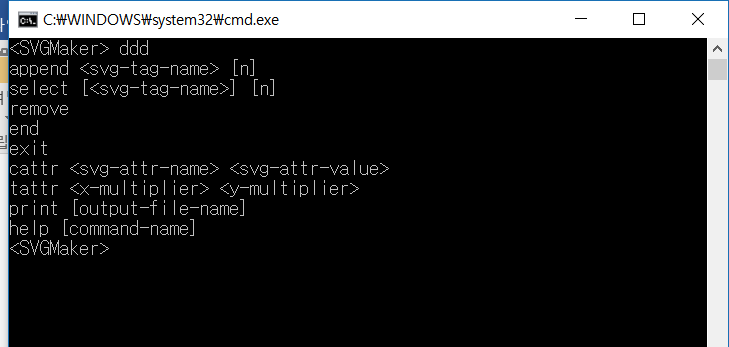 C:₩WINDOWS₩system32₩cmd.exe
<SVGMaker> ddd
append <svg-tag-name> [n]
select [<svg-tag-name>] [n]
remove
end
exit
cattr <svg-attr-name> <svg-attr-value>
tattr <x-multiplier> <y-multiplier>
print [output-file-name]
help [command-name]
<SVGMaker>